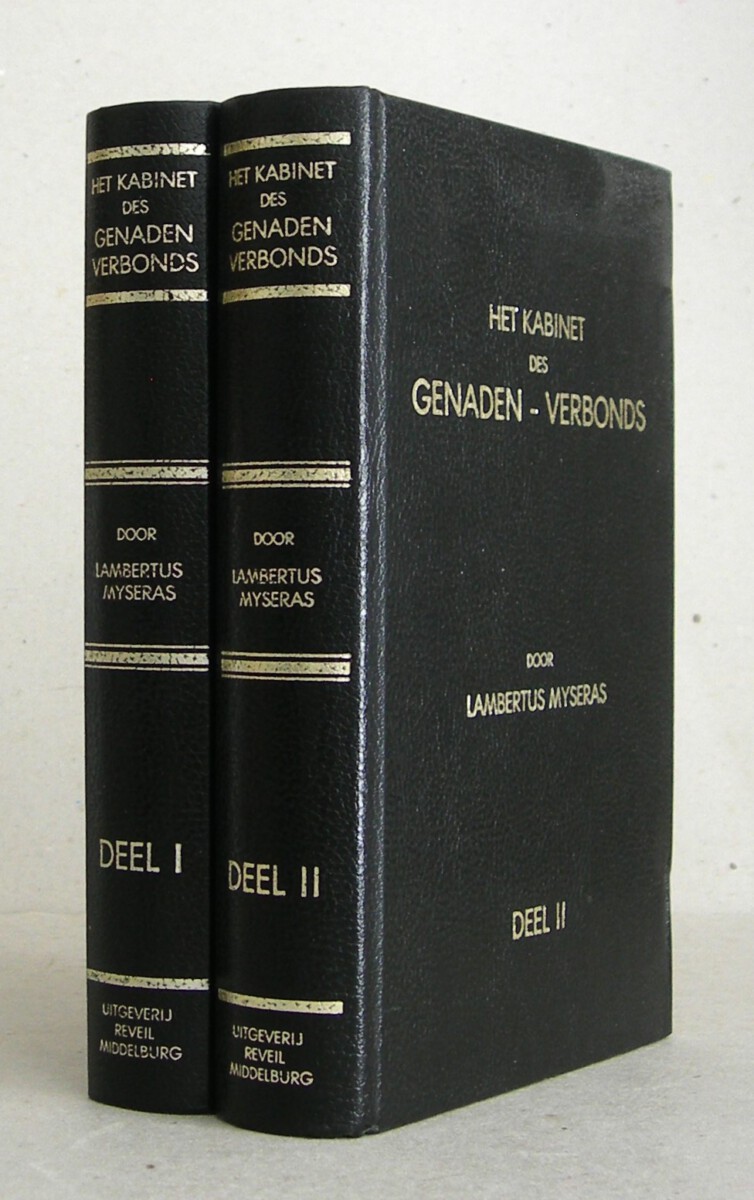 HET KABINET
DES
GENADEN
VERBONDS
DOOR
LAMBERTUS
MYSERAS
DEEL I
UITGEVERIJ
REVEIL
MIDDELBURG
HET KABINET
DES
GENADEN
VERBONDS
DOOR
LAMBERTUS
MYSERAS
DEEL II
UITGEVERIJ
REVEIL
MIDDELBURG
HET KABINET
DES
GENADEN - VERBONDS
DOOR
LAMBERTUS MYSERAS
DEEL II